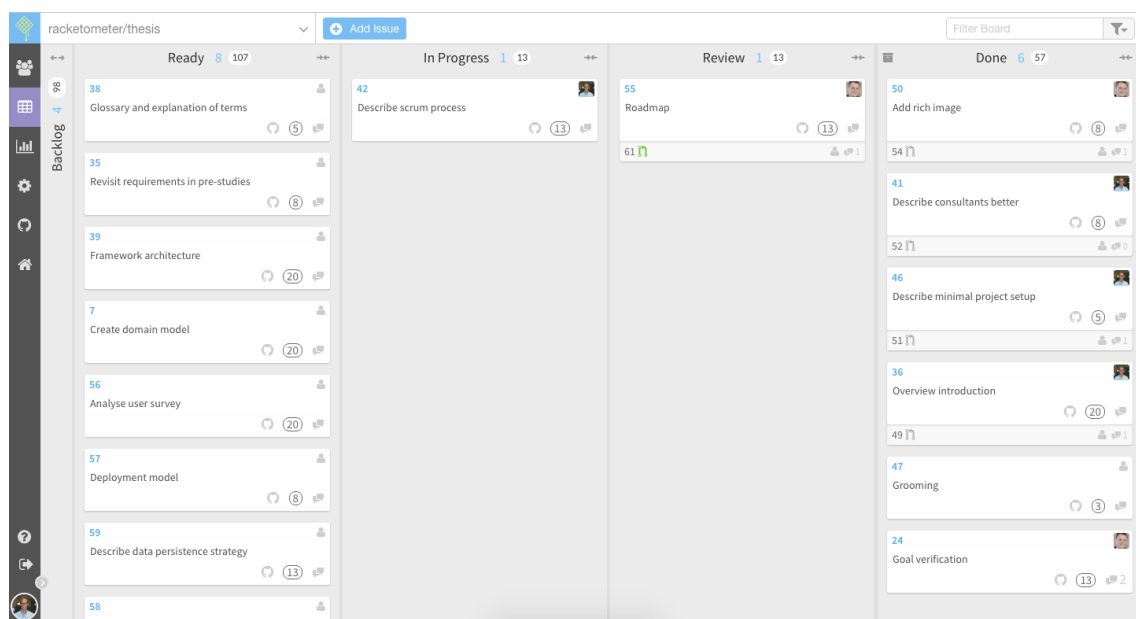 racketometer/thesis
Add Issue
Filter Board
Backlog 4 98
Ready 8 107
38
Glossary and explanation of terms
5
35
Revisit requirements in pre-studies
8
39
Framework architecture
20
7
Create domain model
20
56
Analyse user survey
20
57
Deployment model
8
59
Describe data persistence strategy
13
58
In Progress 1 13
42
Describe scrum process
13
Review 1 13
55
Roadmap
13
61 1
Done 6 57
50
Add rich image
8
54 1
41
Describe consultants better
8
52 0
46
Describe minimal project setup
5
51 1
36
Overview introduction
20
49 1
47
Grooming
3
24
Goal verification
13 2